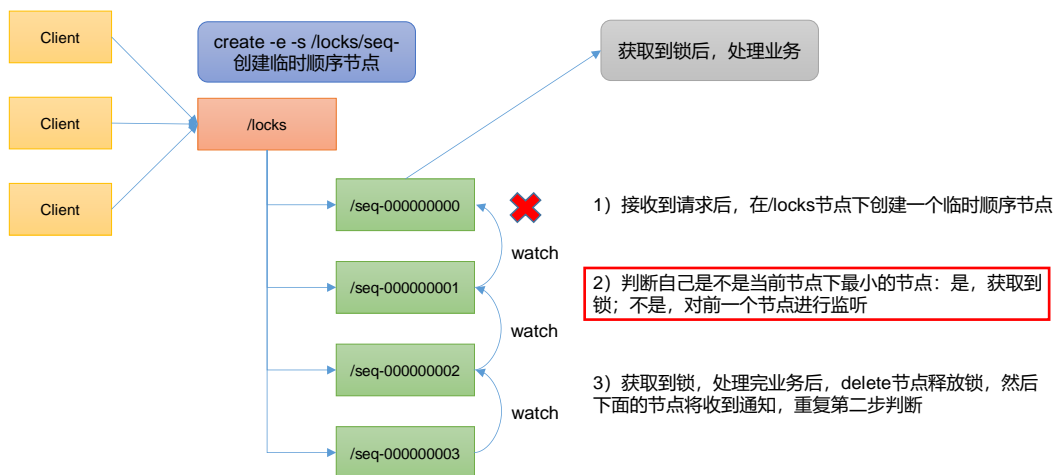 Client
create -e -s /locks/seq-
创建临时顺序节点
获取到锁后，处理业务
Client
/locks
Client
/seq-000000000
1）接收到请求后，在/locks节点下创建一个临时顺序节点
watch
/seq-000000001
2）判断自己是不是当前节点下最小的节点：是，获取到
锁；不是，对前一个节点进行监听
watch
/seq-000000002
3）获取到锁，处理完业务后，delete节点释放锁，然后
下面的节点将收到通知，重复第二步判断
watch
/seq-000000003